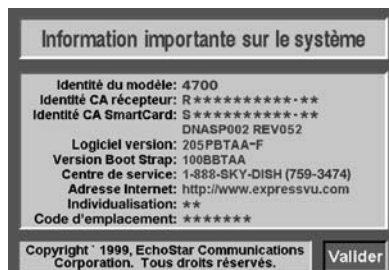 Information importante sur le système
Identité du modèle: 4700
Identité CA récepteur: R**********-**
Identité CA SmartCard: S**********-**
DNASP002 REV052
Logiciel version: 205PBTAA-F
Version Boot Strap: 100BBTAA
Centre de service: 1-888-SKY-DISH (759-3474)
Adresse Internet: http://www.expressvu.com
Individualisation: **
Code d'emplacement: *******
Copyright ` 1999, EchoStar Communications
Corporation. Tous droits réservés.
Valider